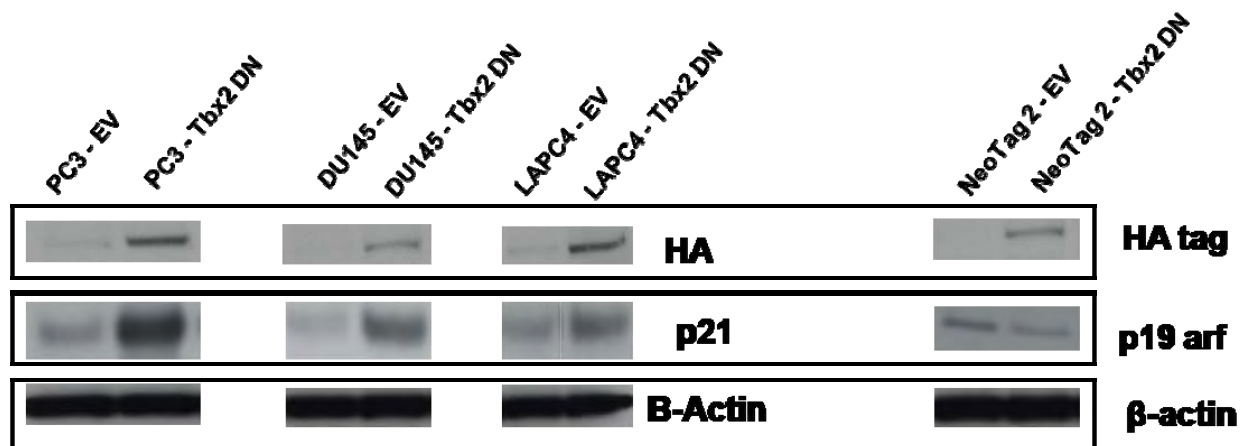 PC3 - EV
PC3 - Tbx2 DN
DU145 - EV
DU145 - Tbx2 DN
LAPC4 - EV
LAPC4 - Tbx2 DN
NeoTag 2 - EV
NeoTag 2 - Tbx2 DN
HA
HA tag
p21
p19 arf
B-Actin
β-actin